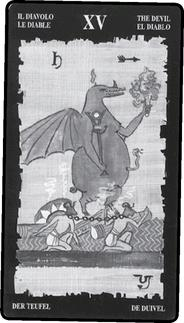 IL DIAVOLO
LE DIABLE
XV
THE DEVIL
EL DIABLO
DER TEUFEL
DE DUIVEL